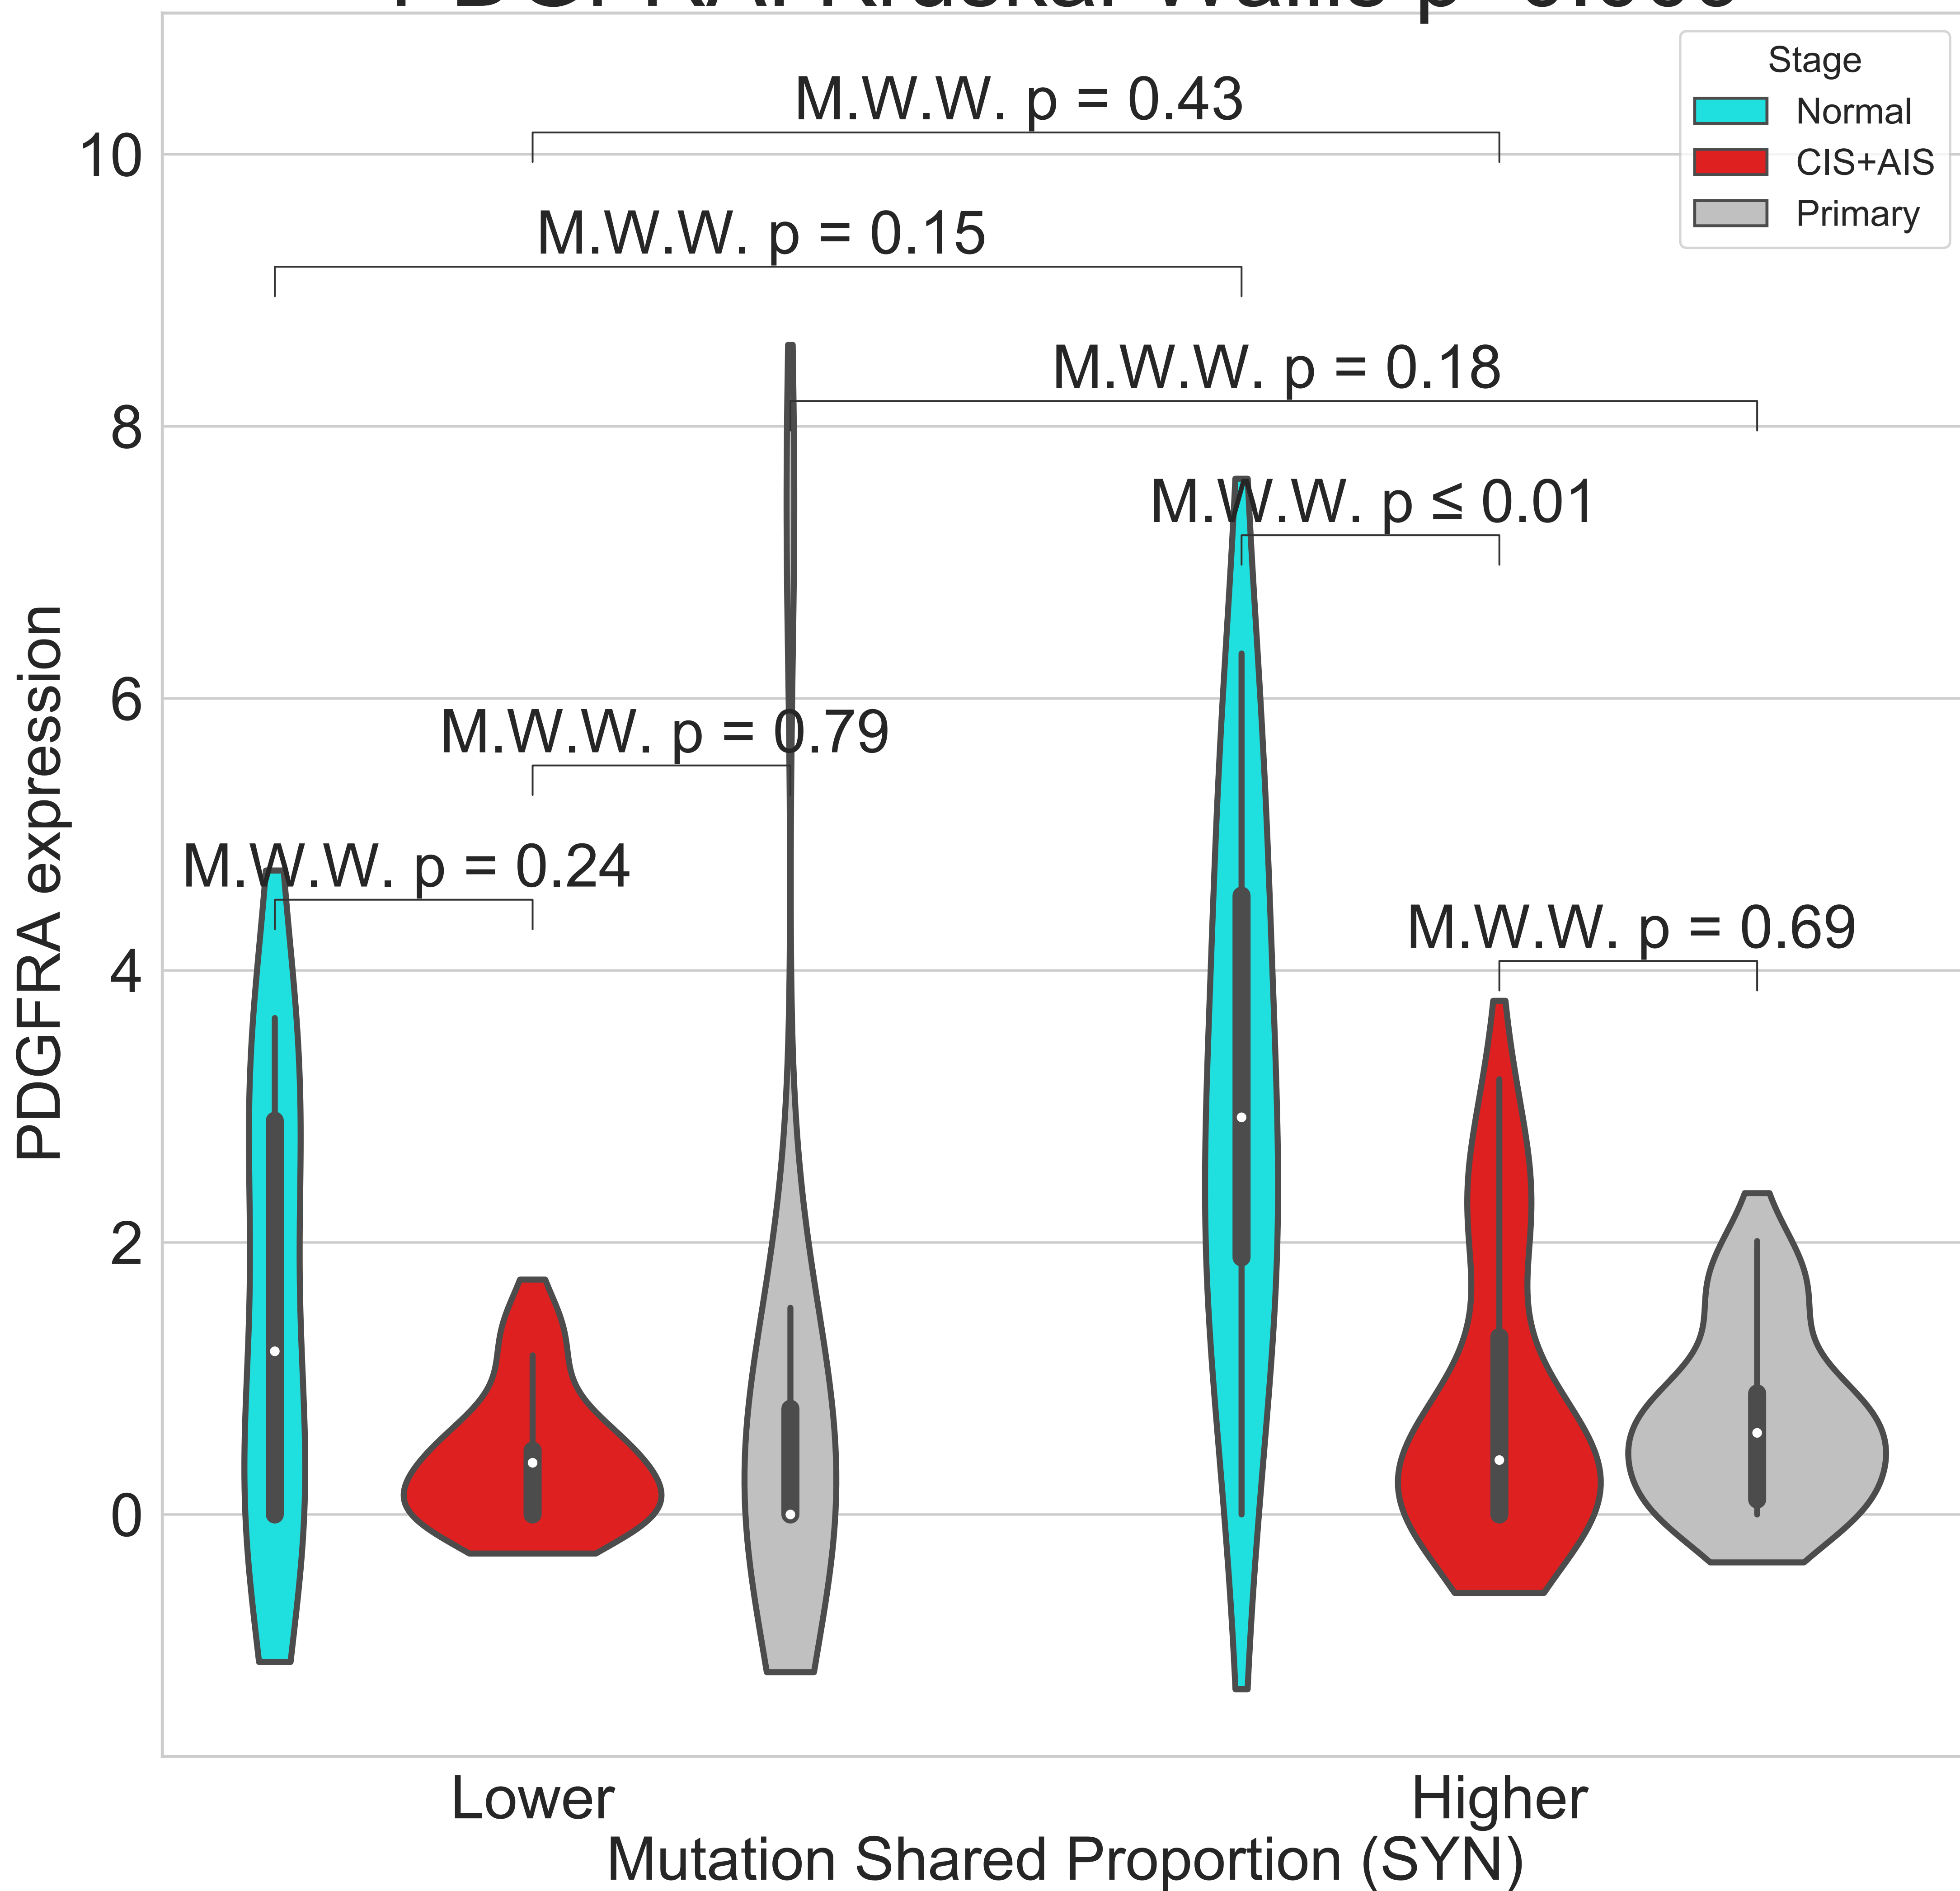 Stage
Normal
CIS+AIS
Primary
M.W.W. p = 0.43
M.W.W. p = 0.15
M.W.W. p = 0.18
M.W.W. p ≤ 0.01
M.W.W. p = 0.79
M.W.W. p = 0.24
M.W.W. p = 0.69
10
8
6
4
2
0
PDGFRA expression
Lower
Higher
Mutation Shared Proportion (SYN)